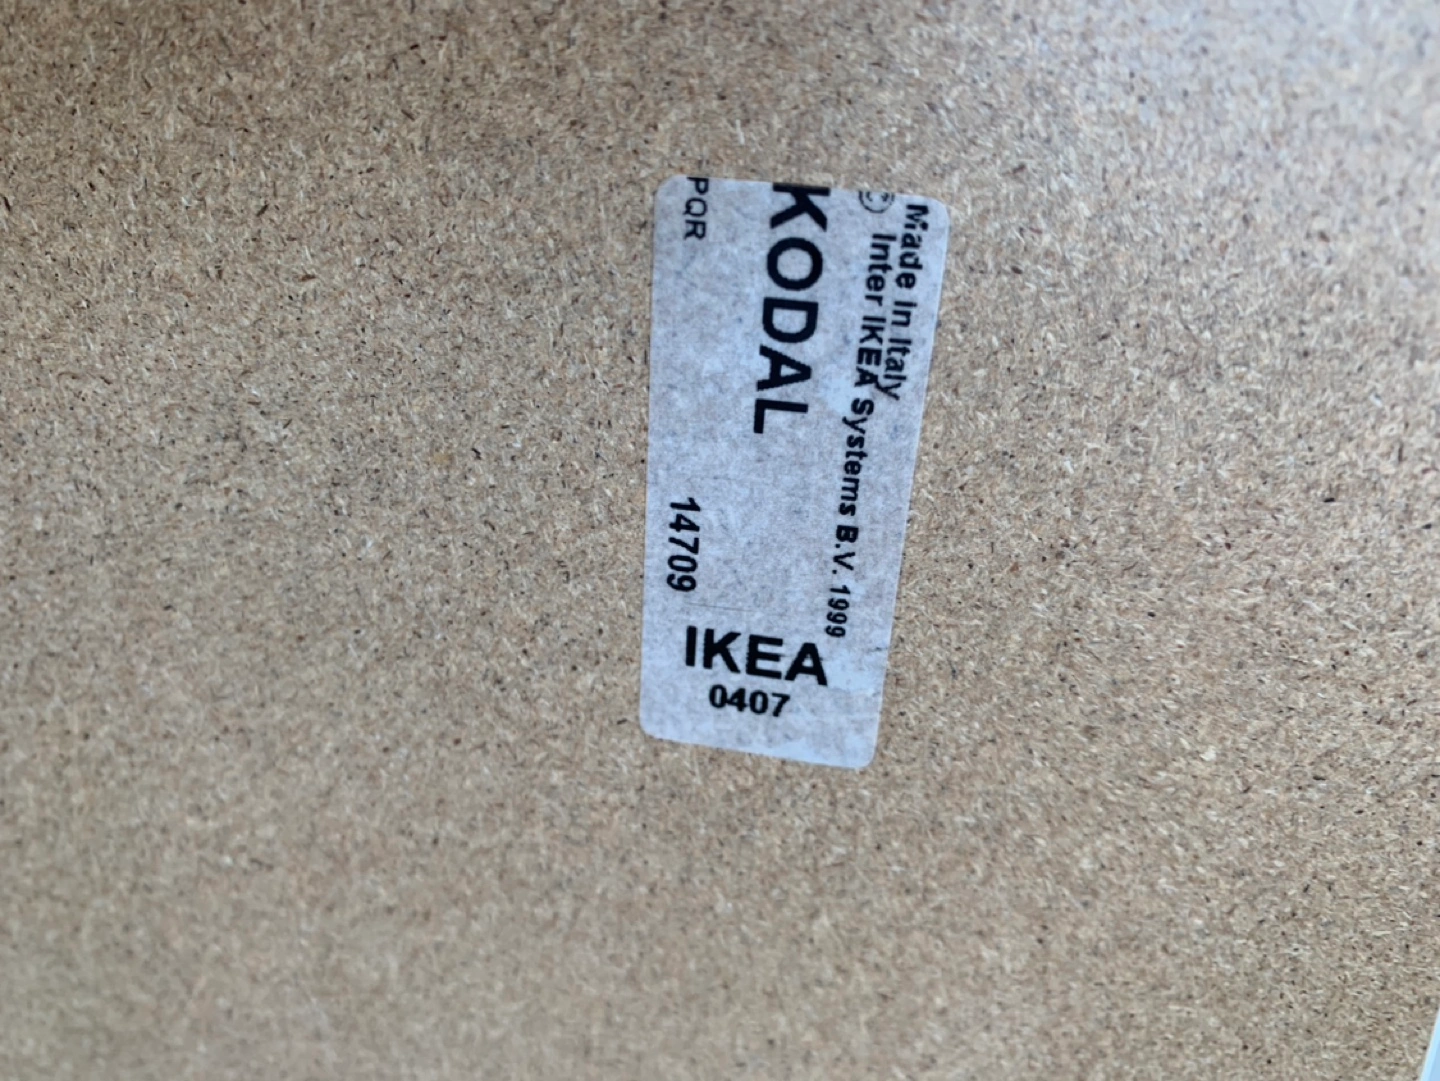 Made In Italy
© Inter IKEA Systems B.V. 1999
KODAL
PQR
14709
IKEA
0407